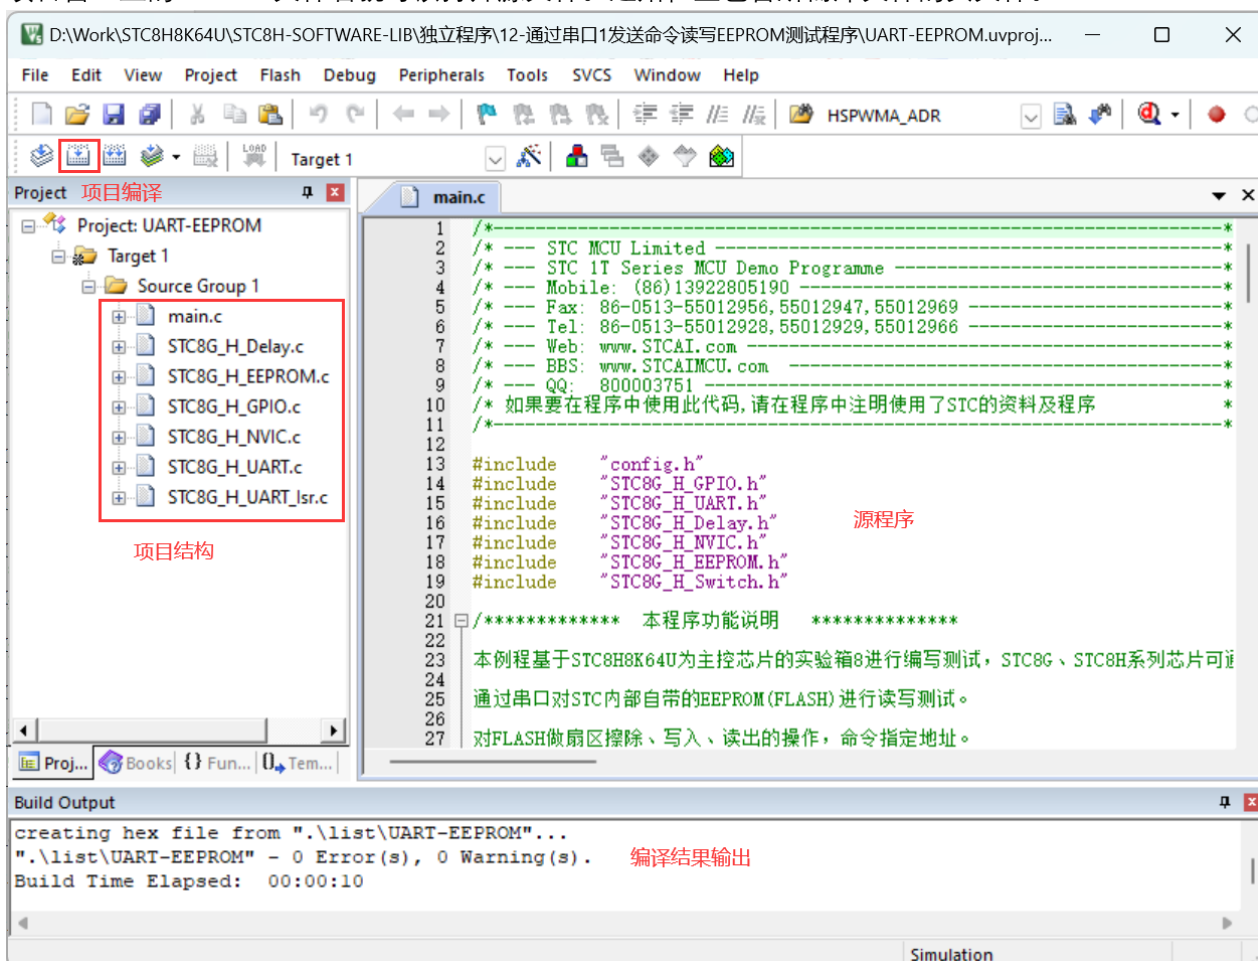 D:\Work\STC8H8K64U\STC8H-SOFTWARE-LIB\独立程序\12-通过串口1发送命令读写EEPROM测试程序\UART-EEPROM.uvproj...
File Edit View Project Flash Debug Peripherals Tools SVCS Window Help
HSPWMA_ADR
LOAD Target 1
Project 项目编译
main.c
Project: UART-EEPROM
Target 1
Source Group 1
main.c
STC8G_H_Delay.c
STC8G_H_EEPROM.c
STC8G_H_GPIO.c
STC8G_H_NVIC.c
STC8G_H_UART.c
STC8G_H_UART_Isr.c
项目结构
1 /*---------------------------------------------------------------------*
2 /* --- STC MCU Limited ------------------------------------------------*
3 /* --- STC 1T Series MCU Demo Programme -------------------------------*
4 /* --- Mobile: (86)13922805190 ----------------------------------------*
5 /* --- Fax: 86-0513-55012956,55012947,55012969 ------------------------*
6 /* --- Tel: 86-0513-55012928,55012929,55012966 ------------------------*
7 /* --- Web: www.STCAI.com ---------------------------------------------*
8 /* --- BBS: www.STCAIMCU.com -----------------------------------------*
9 /* --- QQ: 800003751 -------------------------------------------------*
10 /* 如果要在程序中使用此代码,请在程序中注明使用了STC的资料及程序 *
11 /*---------------------------------------------------------------------*
12
13 #include "config.h"
14 #include "STC8G_H_GPIO.h"
15 #include "STC8G_H_UART.h"
16 #include "STC8G_H_Delay.h"
17 #include "STC8G_H_NVIC.h"
18 #include "STC8G_H_EEPROM.h"
19 #include "STC8G_H_Switch.h"
源程序
20
21 /************* 本程序功能说明 **************
22
23 本例程基于STC8H8K64U为主控芯片的实验箱8进行编写测试，STC8G、STC8H系列芯片可通
24
25 通过串口对STC内部自带的EEPROM(FLASH)进行读写测试。
26
27 对FLASH做扇区擦除、写入、读出的操作，命令指定地址。
Proj... Books {} Fun... 0 Tem...
Build Output
creating hex file from ".\list\UART-EEPROM"...
".\list\UART-EEPROM" - 0 Error(s), 0 Warning(s).
编译结果输出
Build Time Elapsed: 00:00:10
Simulation